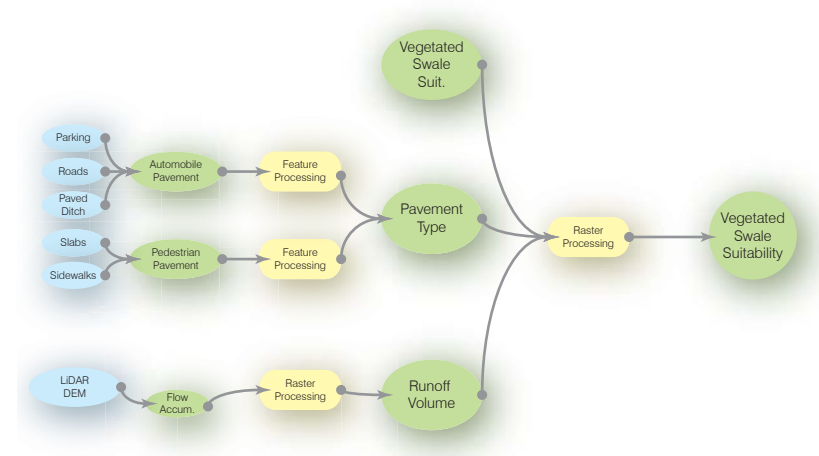 Vegetated
Swale
Suit.
Parking
Roads
Paved
Ditch
Slabs
Sidewalks
Automobile
Pavement
Pedestrian
Pavement
Feature
Processing
Feature
Processing
Pavement
Type
Raster
Processing
Vegetated
Swale
Suitability
LiDAR
DEM
Flow
Accum.
Raster
Processing
Runoff
Volume